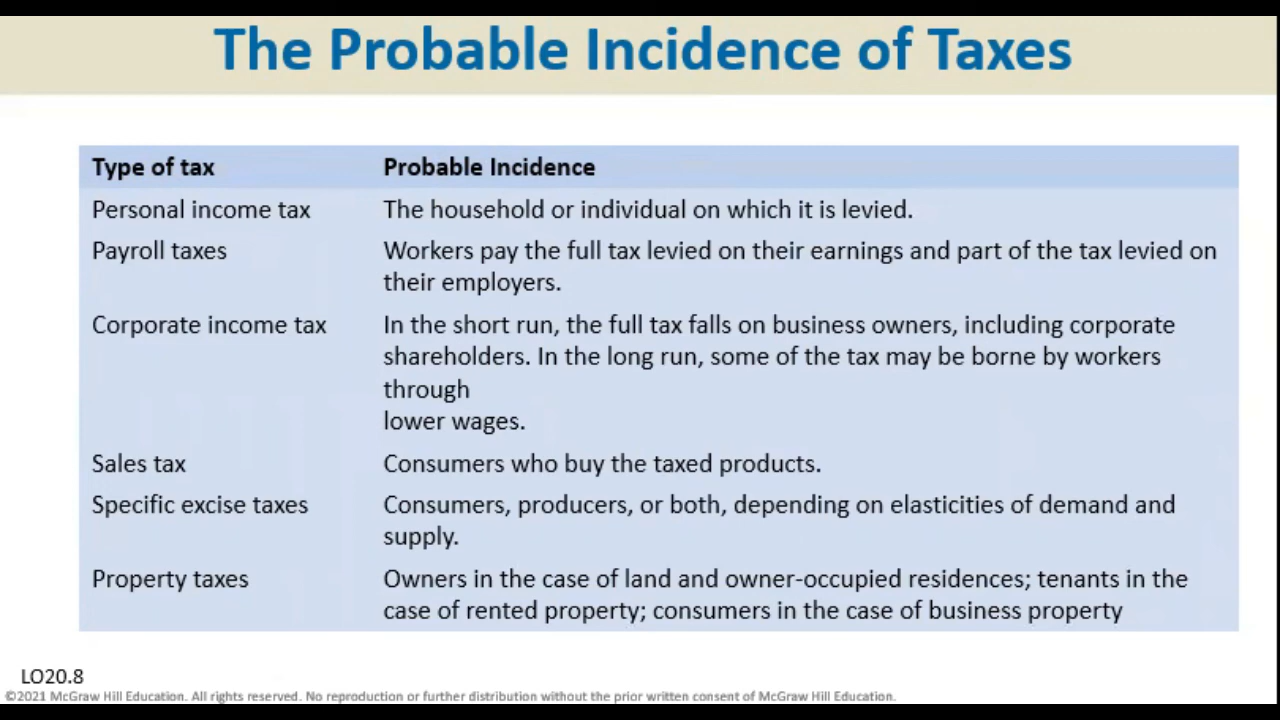 The Probable Incidence of Taxes
Type of tax
Probable Incidence
Personal income tax
The household or individual on which it is levied.
Payroll taxes
Workers pay the full tax levied on their earnings and part of the tax levied on
their employers.
Corporate income tax
In the short run, the full tax falls on business owners, including corporate
shareholders. In the long run, some of the tax may be borne by workers
through
lower wages.
Sales tax
Consumers who buy the taxed products.
Specific excise taxes
Consumers, producers, or both, depending on elasticities of demand and
supply.
Property taxes
Owners in the case of land and owner-occupied residences; tenants in the
case of rented property; consumers in the case of business property
LO20.8
©2021 McGraw Hill Education. All rights reserved. No reproduction or further distribution without the prior written consent of McGraw Hill Education.